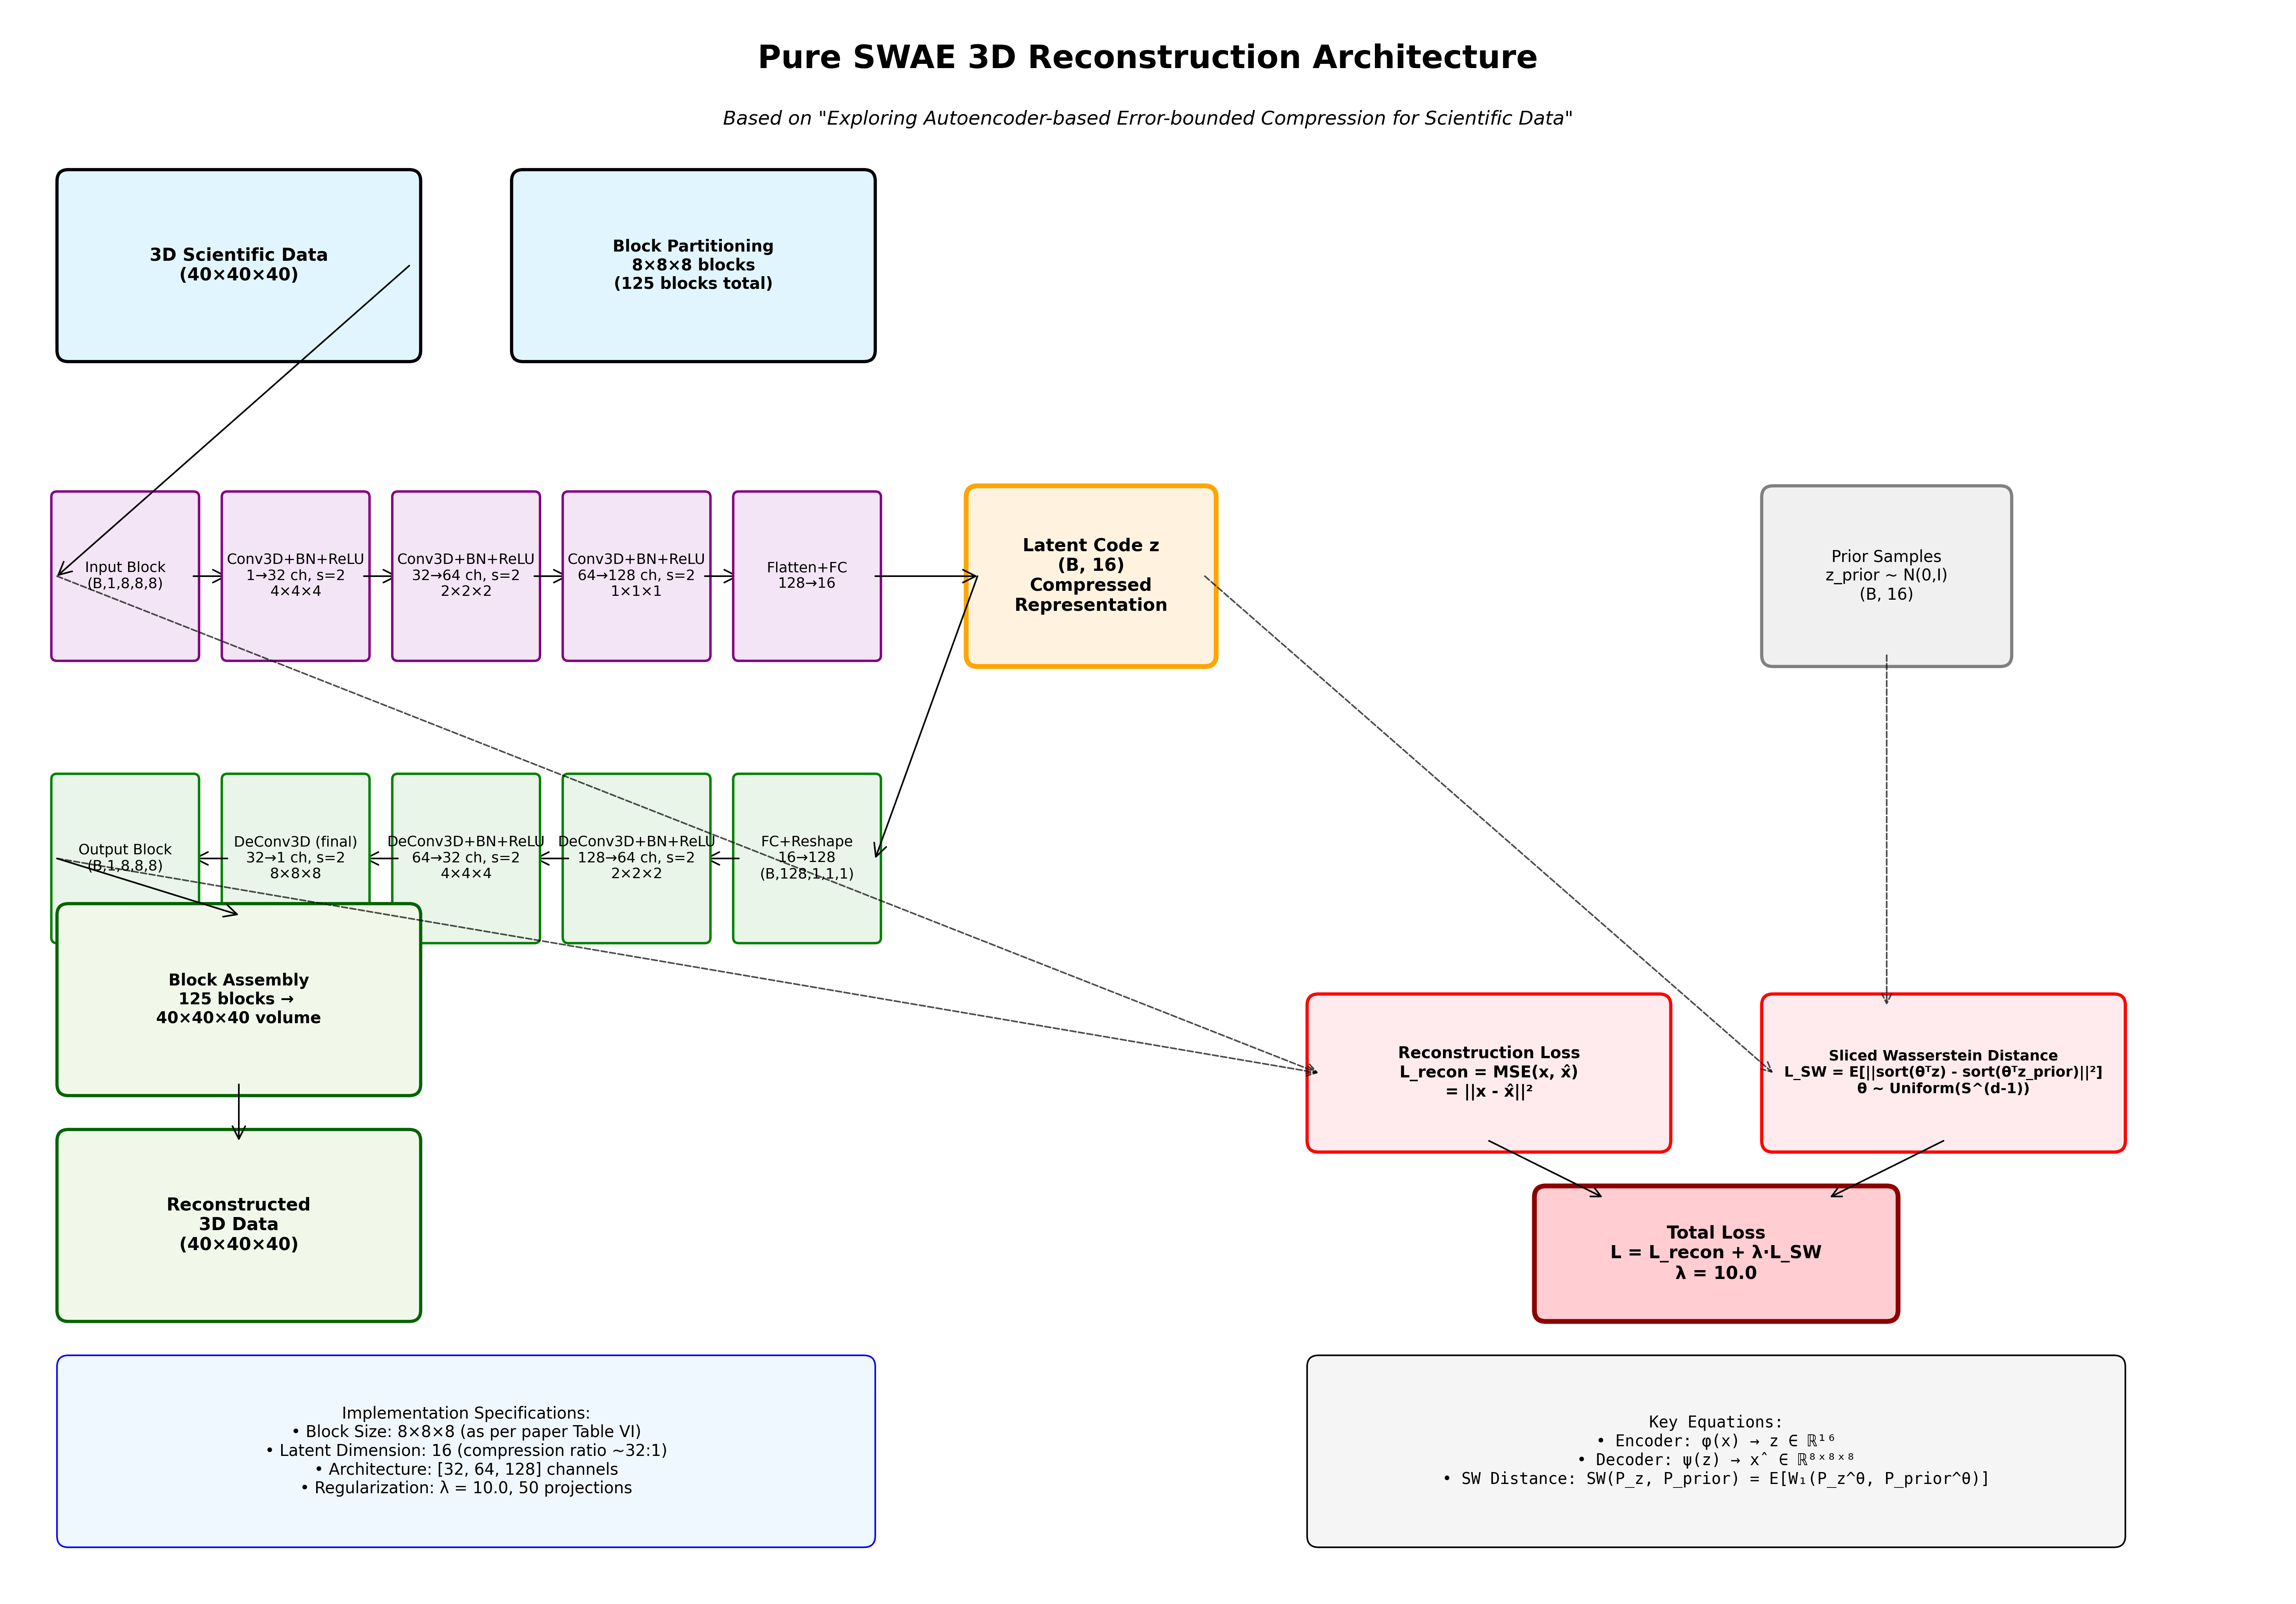 Pure SWAE 3D Reconstruction Architecture
Based on "Exploring Autoencoder-based Error-bounded Compression for Scientific Data"
3D Scientific Data
(40×40×40)
Block Partitioning
8×8×8 blocks
(125 blocks total)
Input Block
(B,1,8,8,8)
Conv3D+BN+ReLU
1→32 ch, s=2
4×4×4
Conv3D+BN+ReLU
32→64 ch, s=2
2×2×2
Conv3D+BN+ReLU
64→128 ch, s=2
1×1×1
Flatten+FC
128→16
Latent Code z
(B, 16)
Compressed
Representation
Prior Samples
z_prior ~ N(0,I)
(B, 16)
Output Block
(B,1,8,8,8)
DeConv3D (final)
32→1 ch, s=2
8×8×8
DeConv3D+BN+ReLU
64→32 ch, s=2
4×4×4
DeConv3D+BN+ReLU
128→64 ch, s=2
2×2×2
FC+Reshape
16→128
(B,128,1,1,1)
Block Assembly
125 blocks →
40×40×40 volume
Reconstruction Loss
L_recon = MSE(x, x̂)
= ||x - x̂||²
Sliced Wasserstein Distance
L_SW = E[||sort(θᵀz) - sort(θᵀz_prior)||²]
θ ~ Uniform(S^(d-1))
Reconstructed
3D Data
(40×40×40)
Total Loss
L = L_recon + λ·L_SW
λ = 10.0
Implementation Specifications:
• Block Size: 8×8×8 (as per paper Table VI)
• Latent Dimension: 16 (compression ratio ~32:1)
• Architecture: [32, 64, 128] channels
• Regularization: λ = 10.0, 50 projections
Key Equations:
• Encoder: φ(x) → z ∈ ℝ¹⁶
• Decoder: ψ(z) → x̂ ∈ ℝ⁸ˣ⁸ˣ⁸
• SW Distance: SW(P_z, P_prior) = E[W₁(P_z^θ, P_prior^θ)]